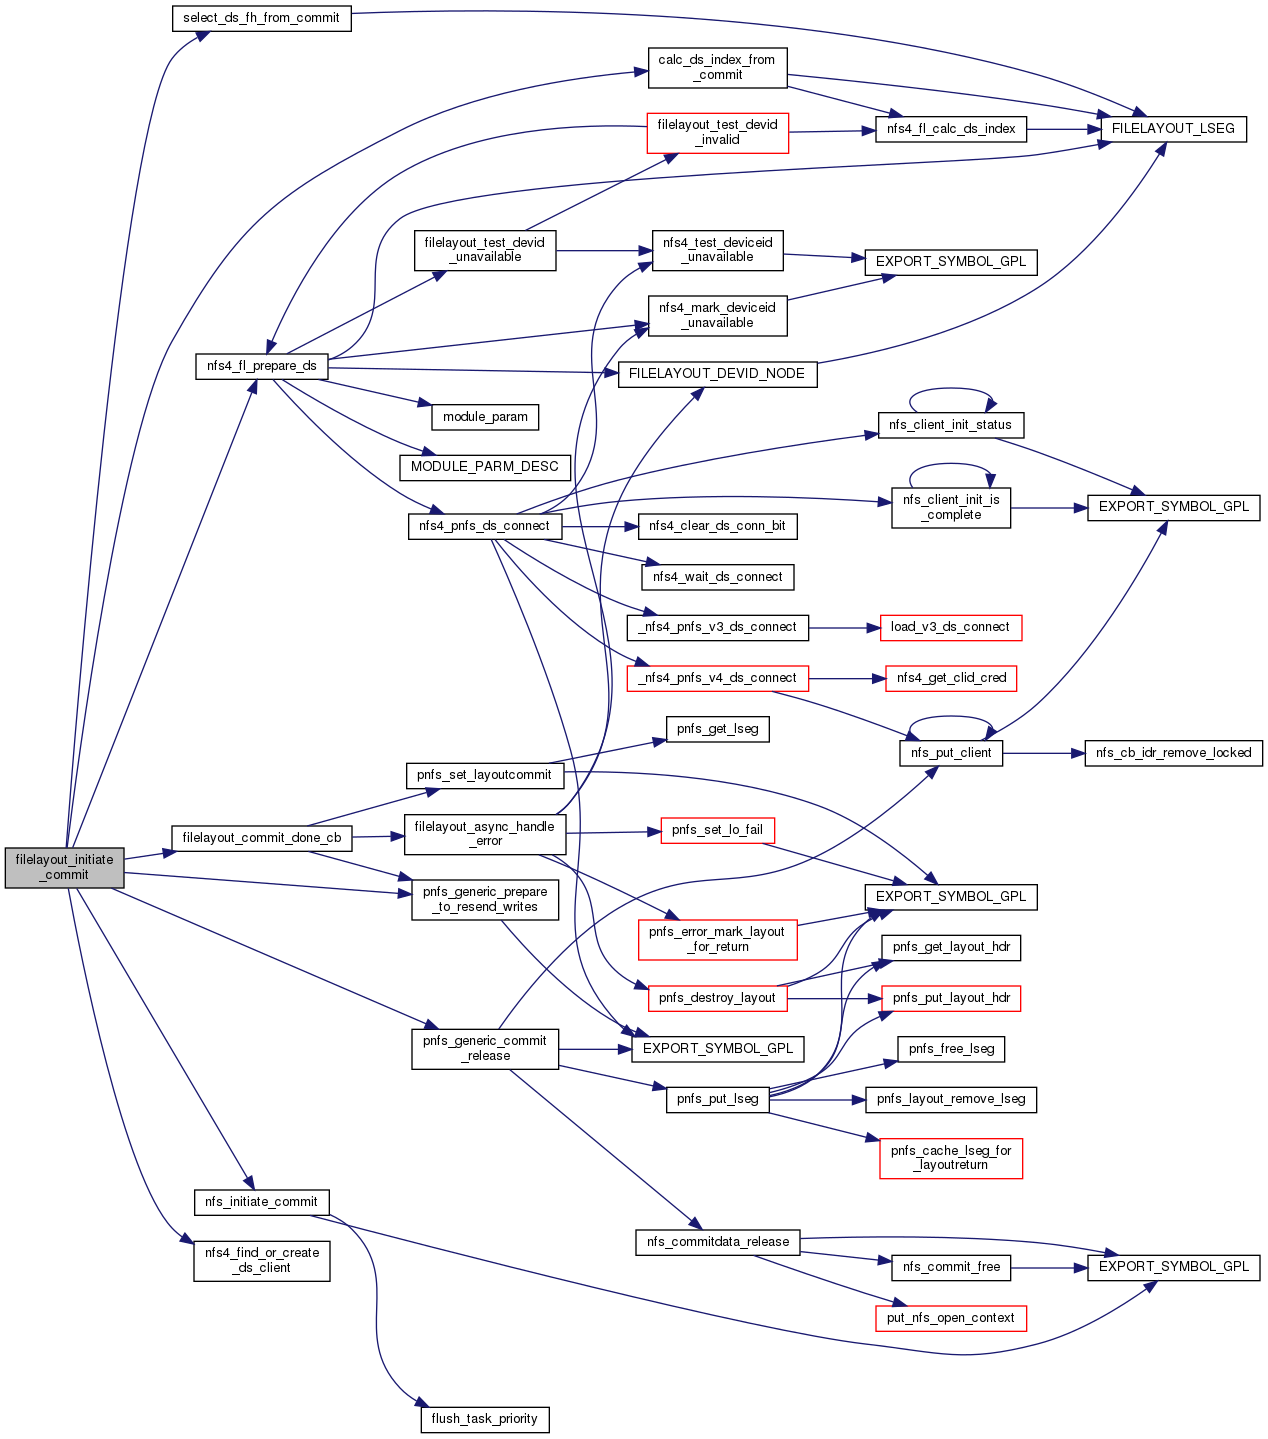 select_ds_fh_from_commit
calc_ds_index_from
_commit
filelayout_test_devid
_invalid
nfs4_fl_calc_ds_index
FILELAYOUT_LSEG
filelayout_test_devid
_unavailable
nfs4_test_deviceid
_unavailable
EXPORT_SYMBOL_GPL
nfs4_mark_deviceid
_unavailable
nfs4_fl_prepare_ds
FILELAYOUT_DEVID_NODE
module_param
nfs_client_init_status
MODULE_PARM_DESC
nfs_client_init_is
_complete
EXPORT_SYMBOL_GPL
nfs4_pnfs_ds_connect
nfs4_clear_ds_conn_bit
nfs4_wait_ds_connect
_nfs4_pnfs_v3_ds_connect
load_v3_ds_connect
_nfs4_pnfs_v4_ds_connect
nfs4_get_clid_cred
pnfs_get_lseg
nfs_put_client
nfs_cb_idr_remove_locked
pnfs_set_layoutcommit
filelayout_commit_done_cb
filelayout_async_handle
_error
pnfs_set_lo_fail
filelayout_initiate
_commit
pnfs_generic_prepare
_to_resend_writes
EXPORT_SYMBOL_GPL
pnfs_error_mark_layout
_for_return
pnfs_get_layout_hdr
pnfs_destroy_layout
pnfs_put_layout_hdr
pnfs_generic_commit
_release
EXPORT_SYMBOL_GPL
pnfs_free_lseg
pnfs_put_lseg
pnfs_layout_remove_lseg
pnfs_cache_lseg_for
_layoutreturn
nfs_initiate_commit
nfs_commitdata_release
nfs4_find_or_create
_ds_client
nfs_commit_free
EXPORT_SYMBOL_GPL
put_nfs_open_context
flush_task_priority